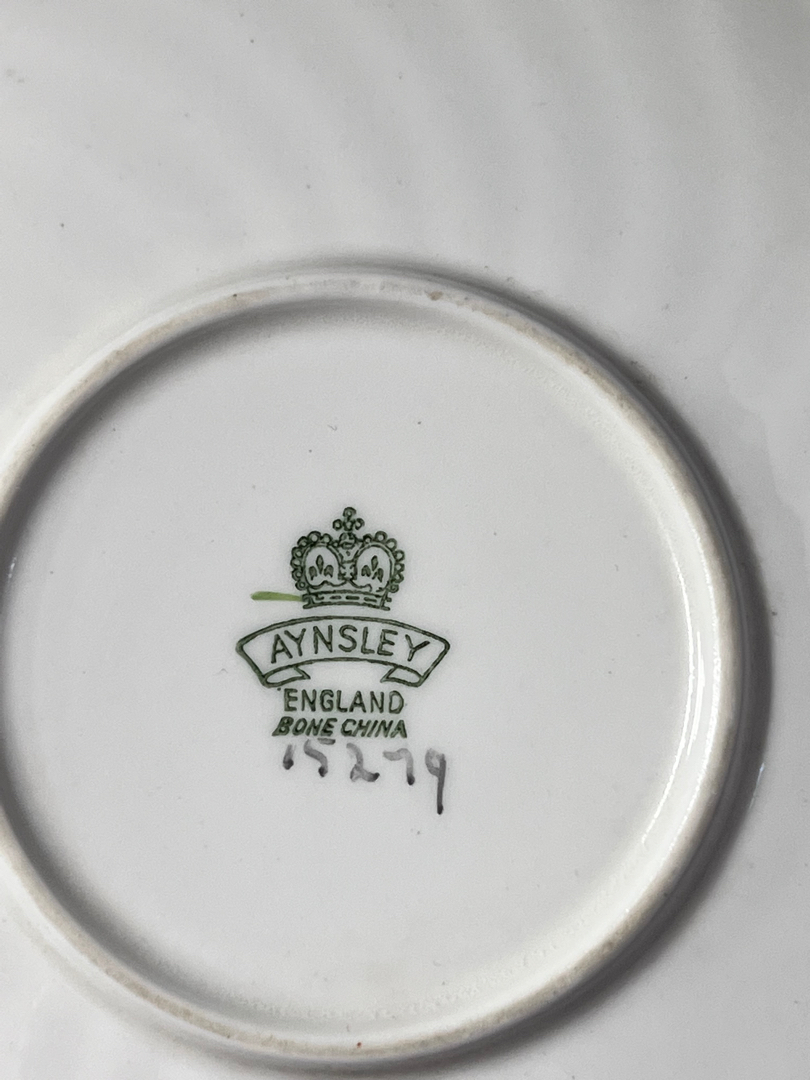 AYNSLEY
ENGLAND
BONE CHINA
15279